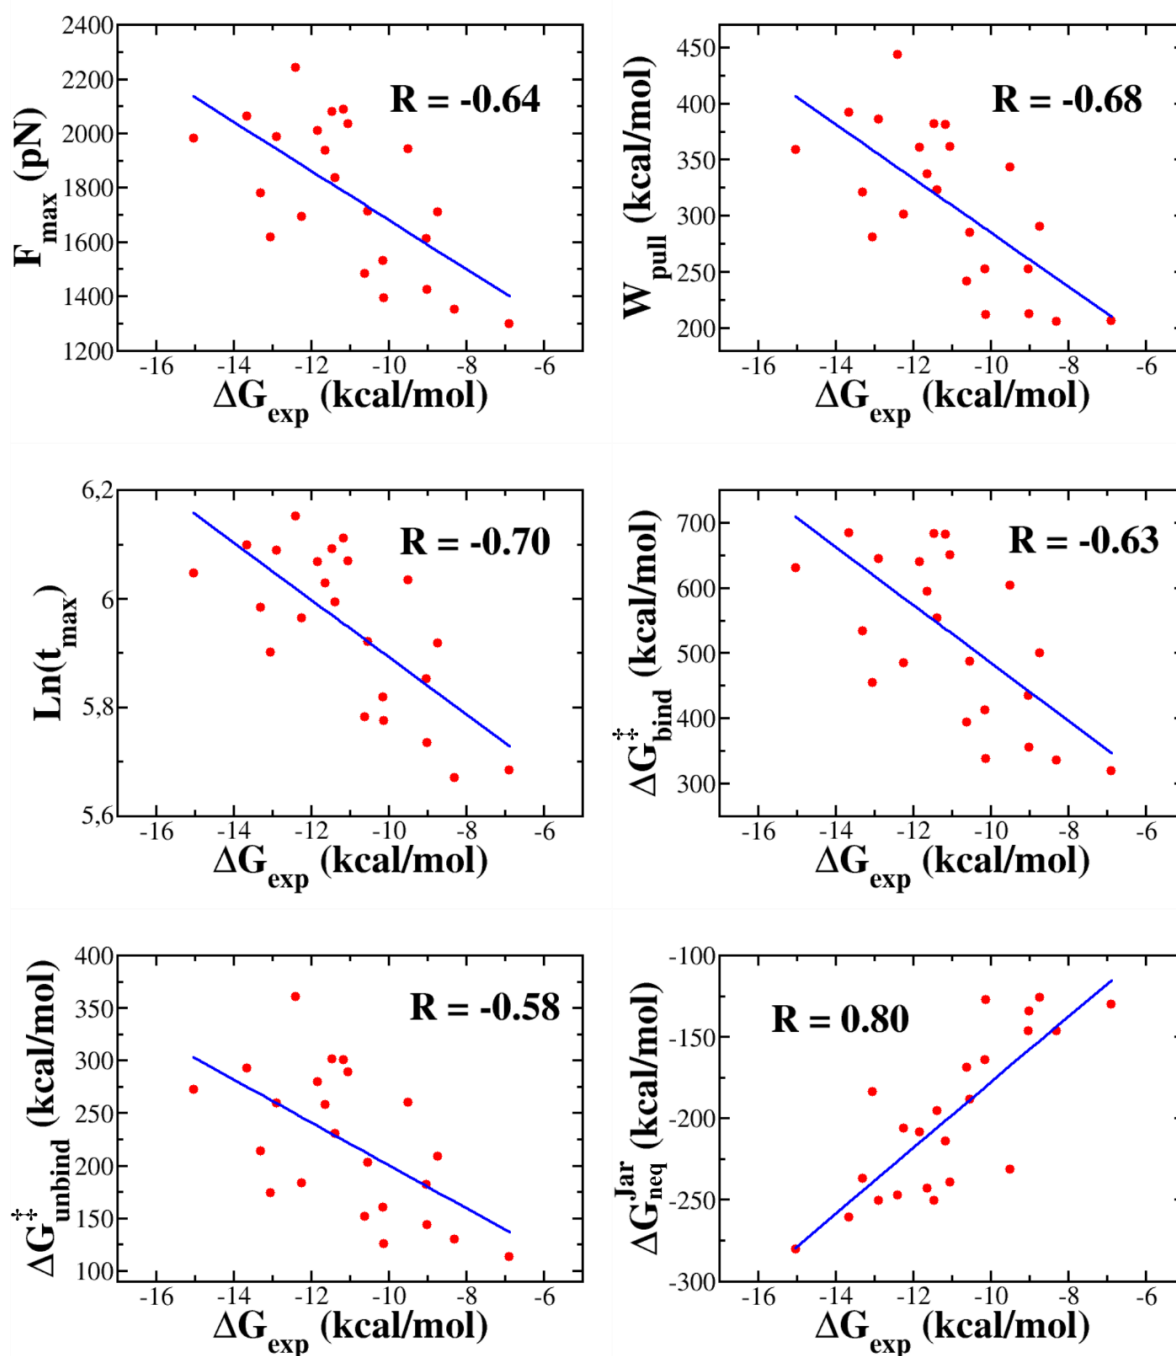 2400
2200
2000
1800
1600
1400
1200
F_max (pN)
R = -0.64
-16 -14 -12 -10 -8 -6
ΔG_exp (kcal/mol)
450
400
350
300
250
200
W_pull (kcal/mol)
R = -0.68
-16 -14 -12 -10 -8 -6
ΔG_exp (kcal/mol)
6,2
6
5,8
5,6
Ln(t_max)
R = -0.70
-16 -14 -12 -10 -8 -6
ΔG_exp (kcal/mol)
700
600
500
400
300
ΔG‡_bind (kcal/mol)
R = -0.63
-16 -14 -12 -10 -8 -6
ΔG_exp (kcal/mol)
400
350
300
250
200
150
100
ΔG‡_unbind (kcal/mol)
R = -0.58
-16 -14 -12 -10 -8 -6
ΔG_exp (kcal/mol)
-100
-150
-200
-250
-300
ΔG^Jar_neq (kcal/mol)
R = 0.80
-16 -14 -12 -10 -8 -6
ΔG_exp (kcal/mol)